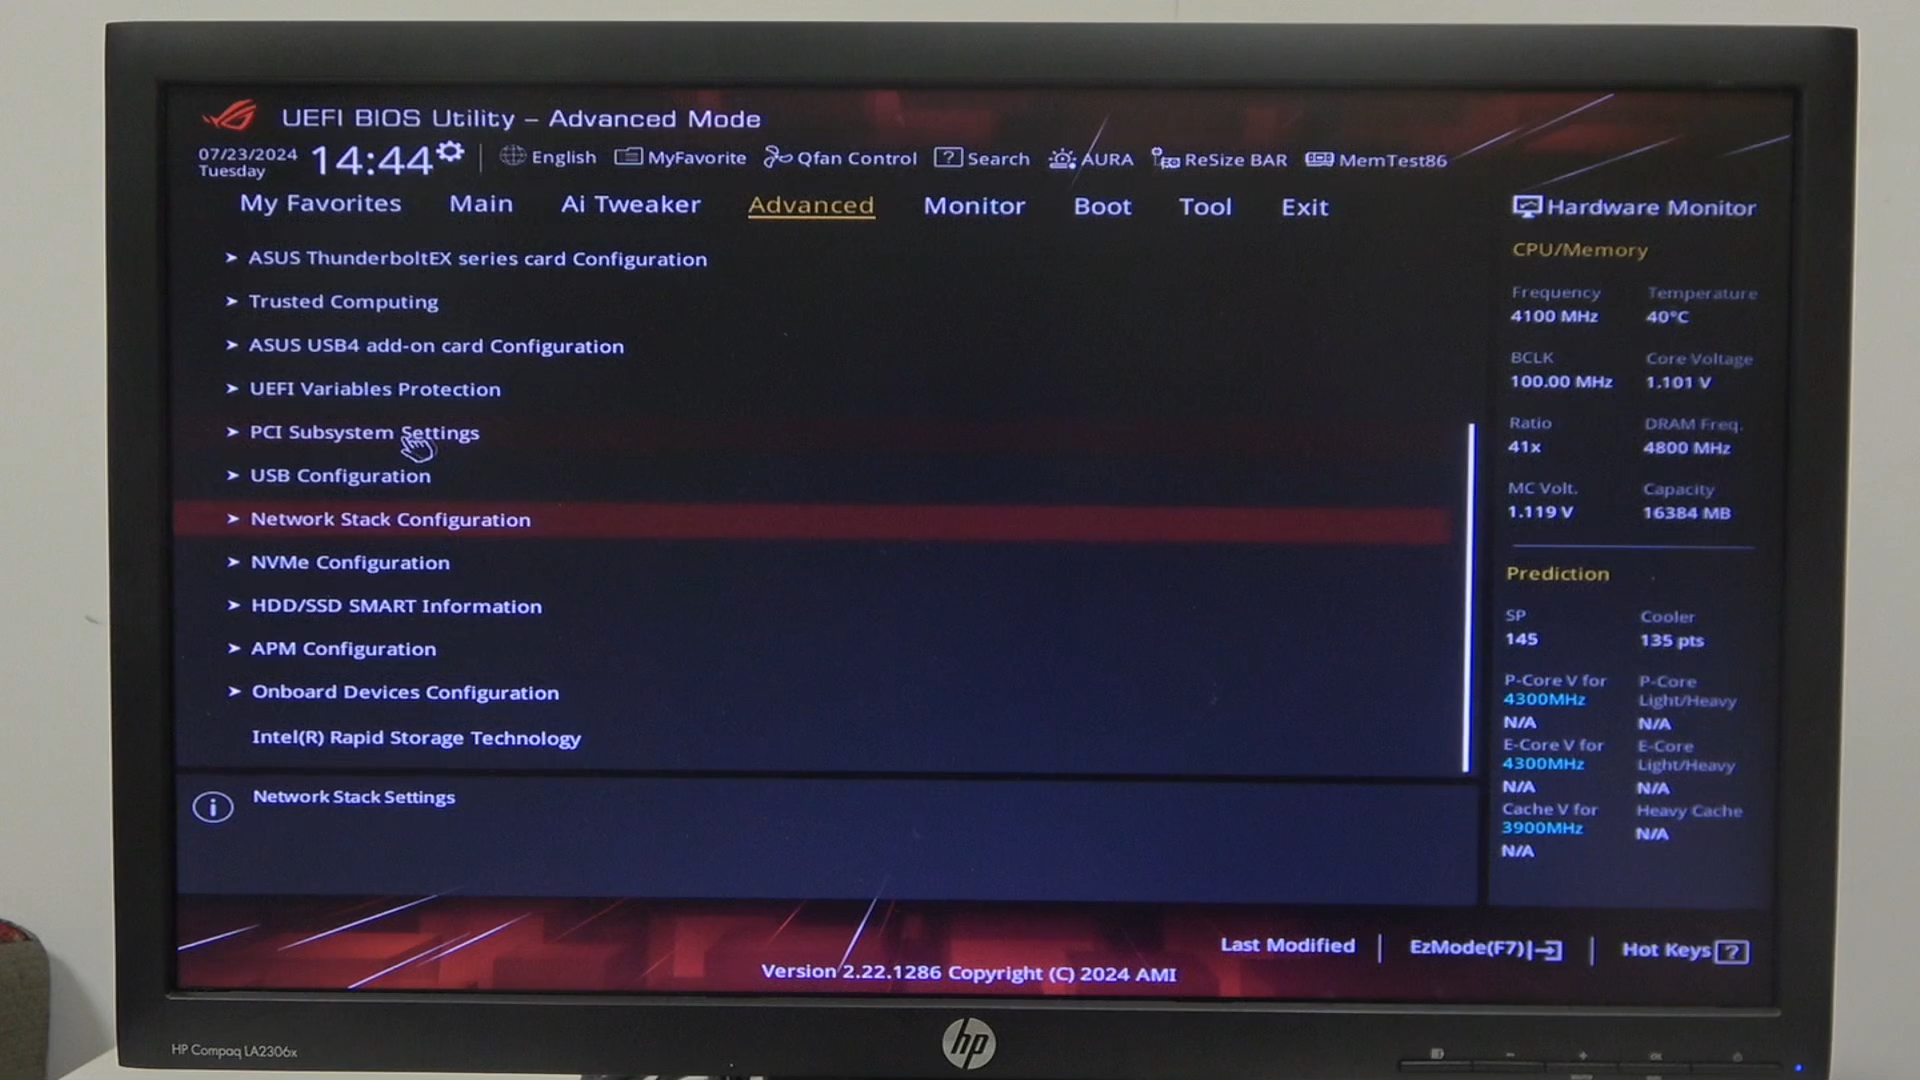 UEFI BIOS Utility – Advanced Mode
07/23/2024
Tuesday
14:44
English
MyFavorite
Qfan Control
? Search
AURA
ReSize BAR
MemTest86
My Favorites
Main
Ai Tweaker
Advanced
Monitor
Boot
Tool
Exit
ASUS ThunderboltEX series card Configuration
Trusted Computing
ASUS USB4 add-on card Configuration
UEFI Variables Protection
PCI Subsystem Settings
USB Configuration
Network Stack Configuration
NVMe Configuration
HDD/SSD SMART Information
APM Configuration
Onboard Devices Configuration
Intel(R) Rapid Storage Technology
i
Network Stack Settings
Hardware Monitor
CPU/Memory
Frequency Temperature
4100 MHz 40°C
BCLK Core Voltage
100.00 MHz 1.101 V
Ratio DRAM Freq.
41x 4800 MHz
MC Volt. Capacity
1.119 V 16384 MB
Prediction
SP Cooler
145 135 pts
P-Core V for P-Core
4300MHz Light/Heavy
N/A N/A
E-Core V for E-Core
4300MHz Light/Heavy
N/A N/A
Cache V for Heavy Cache
3900MHz N/A
N/A
Last Modified
EzMode(F7)
Hot Keys ?
Version 2.22.1286 Copyright (C) 2024 AMI
HP Compaq LA2306x
hp